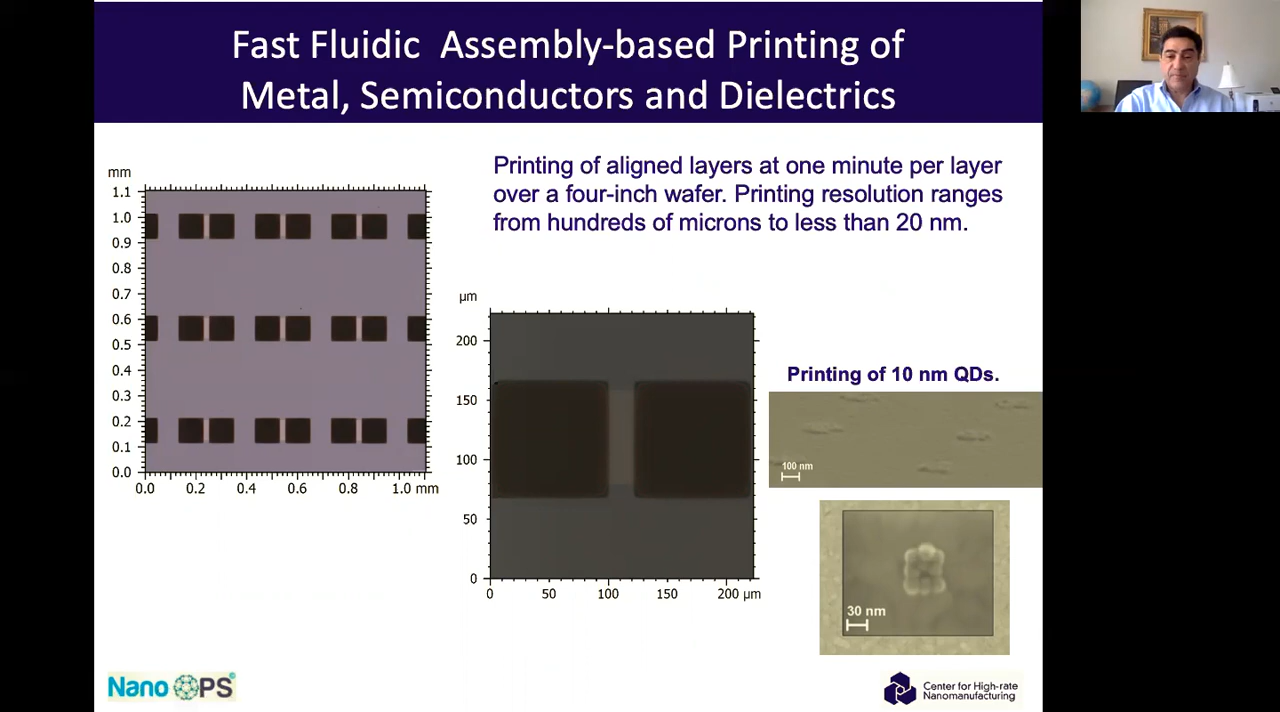 Fast Fluidic Assembly-based Printing of
Metal, Semiconductors and Dielectrics
Printing of aligned layers at one minute per layer
over a four-inch wafer. Printing resolution ranges
from hundreds of microns to less than 20 nm.
mm
1.1
1.0
0.9
0.8
0.7
0.6
0.5
0.4
0.3
0.2
0.1
0.0
0.0 0.2 0.4 0.6 0.8 1.0 mm
µm
200
150
100
50
0
0 50 100 150 200 µm
Printing of 10 nm QDs.
100 nm
30 nm
Nano OPS
Center for High-rate
Nanomanufacturing